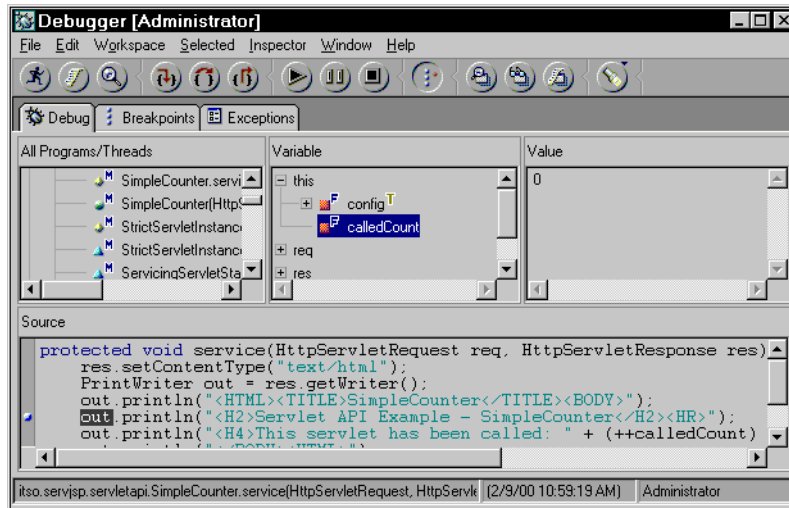 Debugger [Administrator]
File Edit Workspace Selected Inspector Window Help
Debug Breakpoints Exceptions
All Programs/Threads Variable Value
SimpleCounter.servi
SimpleCounter(Http
StrictServletInstanc
StrictServletInstanc
ServicingServletSta
this
config
calledCount
req
res
0
Source
protected void service(HttpServletRequest req, HttpServletResponse res)
res.setContentType("text/html");
PrintWriter out = res.getWriter();
out.println("<HTML><TITLE>SimpleCounter</TITLE><BODY>");
out.println("<H2>Servlet API Example - SimpleCounter</H2><HR>");
out.println("<H4>This servlet has been called: " + (++calledCount)
itso.servjsp.servletapi.SimpleCounter.service(HttpServletRequest, HttpServle (2/9/00 10:59:19 AM) Administrator